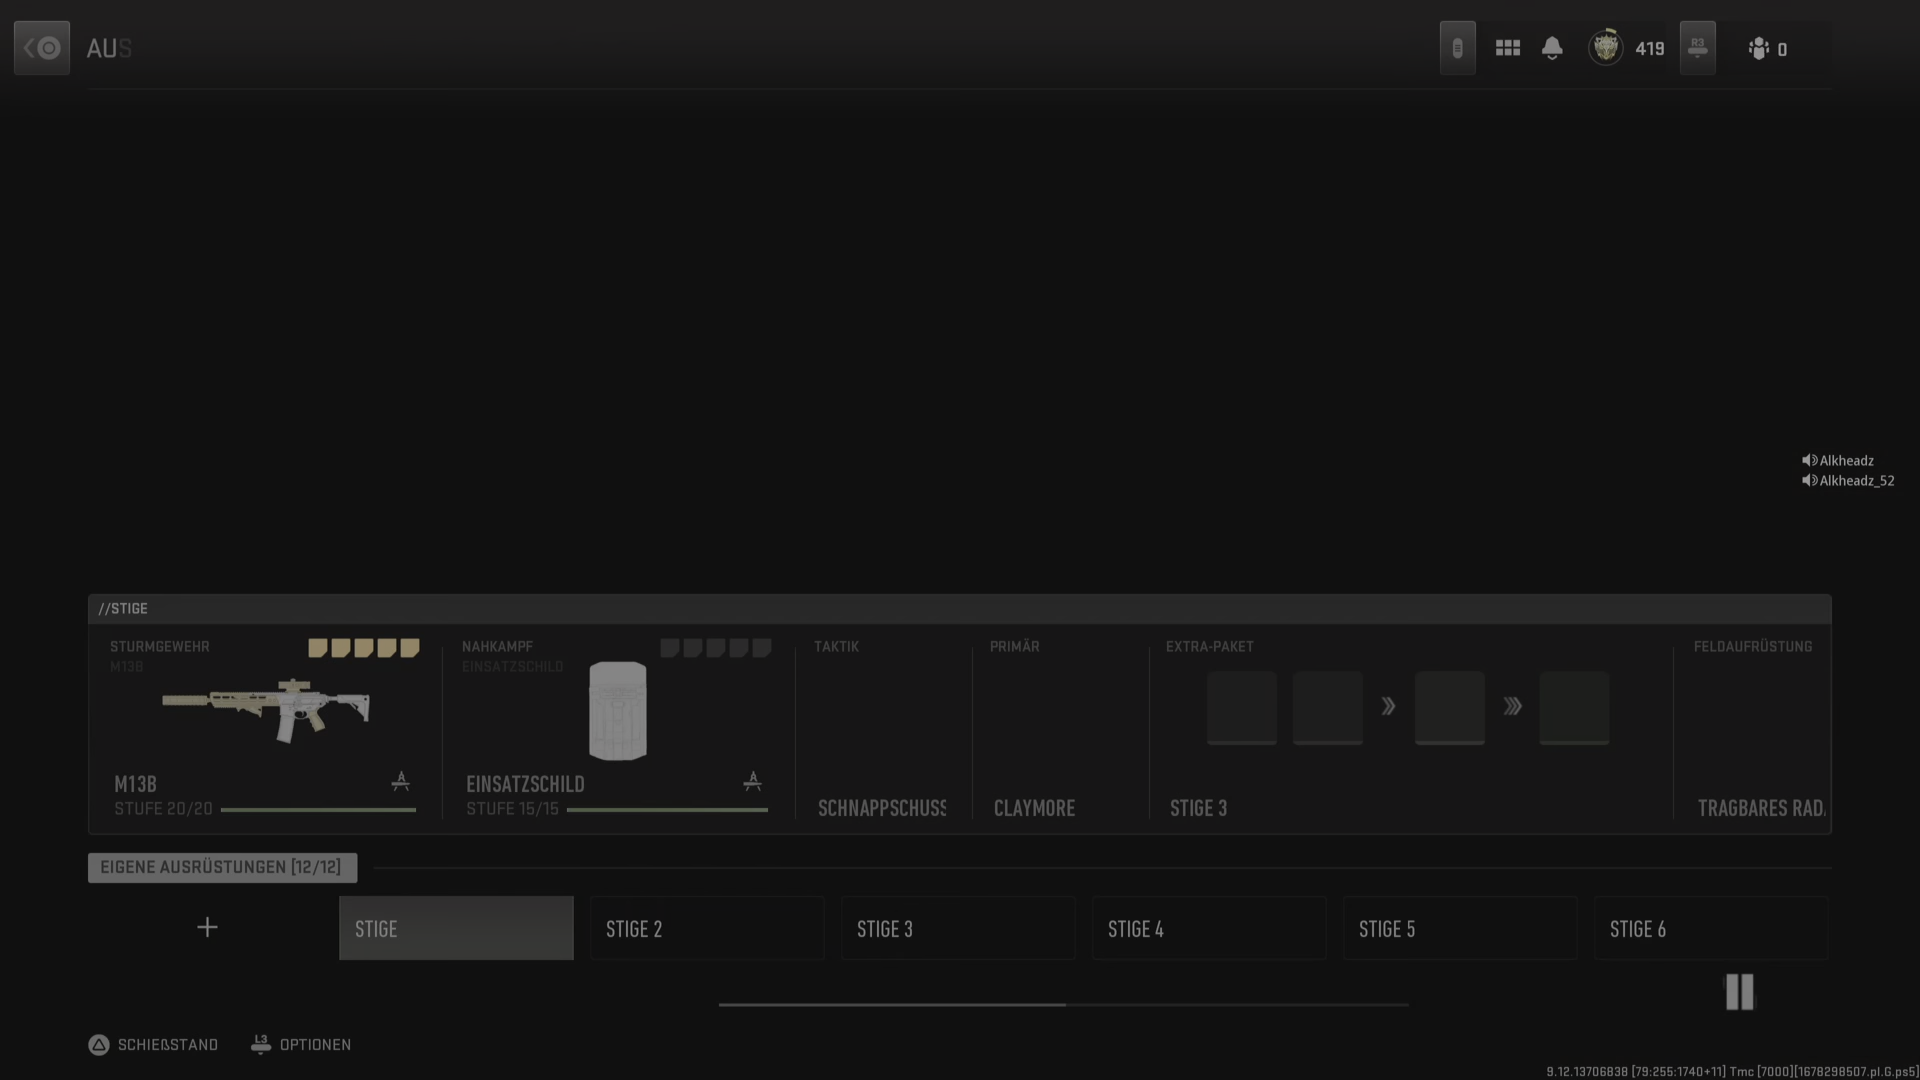 AUS
419
R3
0
Alkheadz
Alkheadz_52
//STIGE
STURMGEWEHR
M13B
NAHKAMPF
EINSATZSCHILD
TAKTIK
PRIMÄR
EXTRA-PAKET
FELDAUFRÜSTUNG
M13B
STUFE 20/20
EINSATZSCHILD
STUFE 15/15
SCHNAPPSCHUSS
CLAYMORE
STIGE 3
TRAGBARES RAD
EIGENE AUSRÜSTUNGEN [12/12]
STIGE
STIGE 2
STIGE 3
STIGE 4
STIGE 5
STIGE 6
SCHIEẞSTAND
L3
OPTIONEN
9.12.13706838 [79:255:1740+11] Tmc [7000][1678298507.pl.G.ps5]